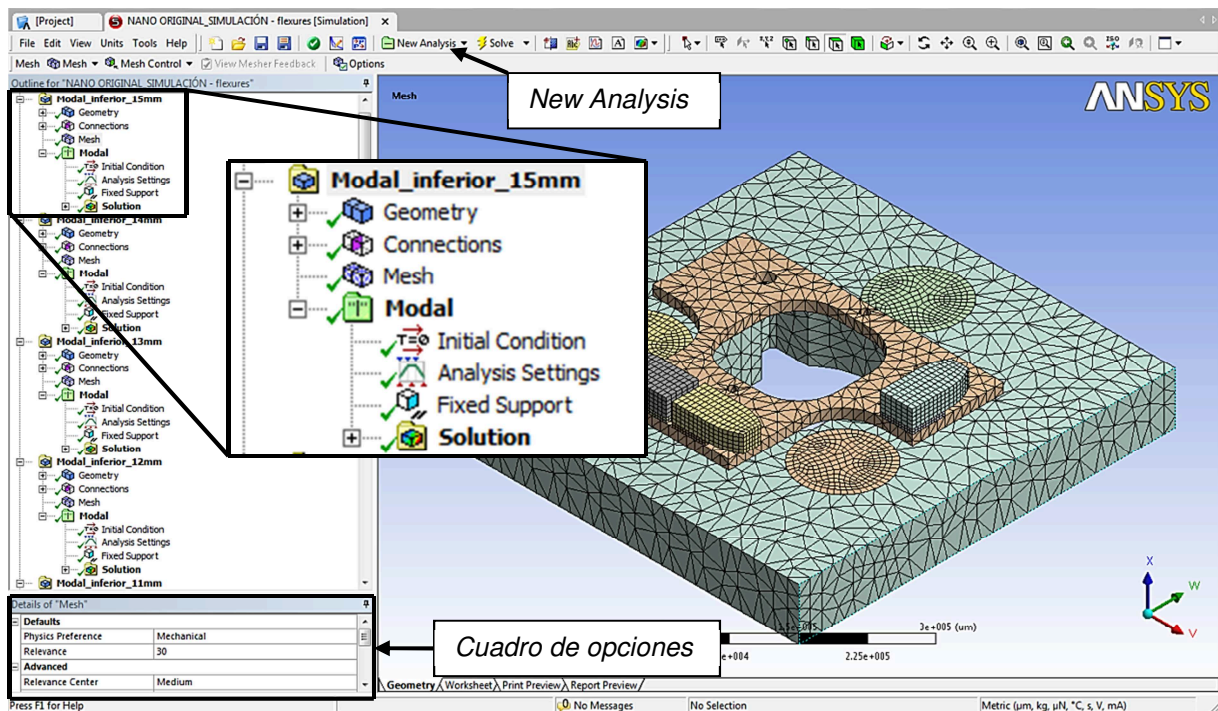 [Project]
NANO ORIGINAL_SIMULACIÓN - flexures [Simulation]
File Edit View Units Tools Help
New Analysis
Solve
Mesh Mesh Mesh Control View Mesher Feedback Options
Outline for "NANO ORIGINAL_SIMULACIÓN - flexures"
Modal_inferior_15mm
Geometry
Connections
Mesh
Modal
Initial Condition
Analysis Settings
Fixed Support
Solution
Modal_inferior_14mm
Geometry
Connections
Mesh
Modal
Initial Condition
Analysis Settings
Fixed Support
Solution
Modal_inferior_13mm
Geometry
Connections
Mesh
Modal
Initial Condition
Analysis Settings
Fixed Support
Solution
Modal_inferior_12mm
Geometry
Connections
Mesh
Modal
Initial Condition
Analysis Settings
Fixed Support
Solution
Modal_inferior_11mm
Details of "Mesh"
Defaults
Physics Preference Mechanical
Relevance 30
Advanced
Relevance Center Medium
Mesh
New Analysis
ANSYS
Modal_inferior_15mm
Geometry
Connections
Mesh
Modal
T=0 Initial Condition
Analysis Settings
Fixed Support
Solution
X
W
V
3e+005 (um)
2.25e+005
Cuadro de opciones
Geometry Worksheet Print Preview Report Preview
Press F1 for Help
0 No Messages
No Selection
Metric (µm, kg, µN, °C, s, V, mA)